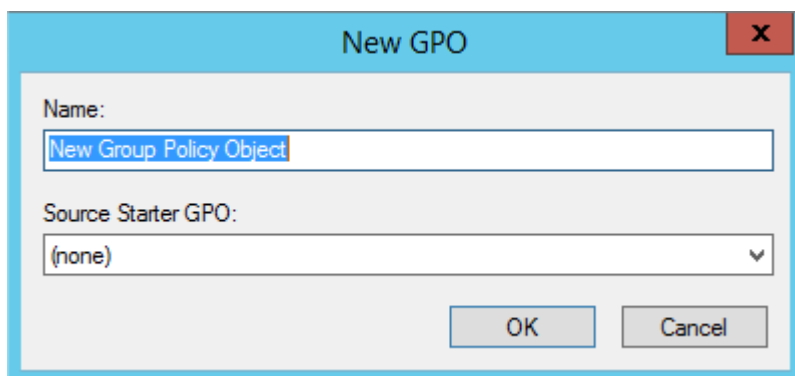 New GPO
x
Name:
New Group Policy Object
Source Starter GPO:
(none)
OK Cancel